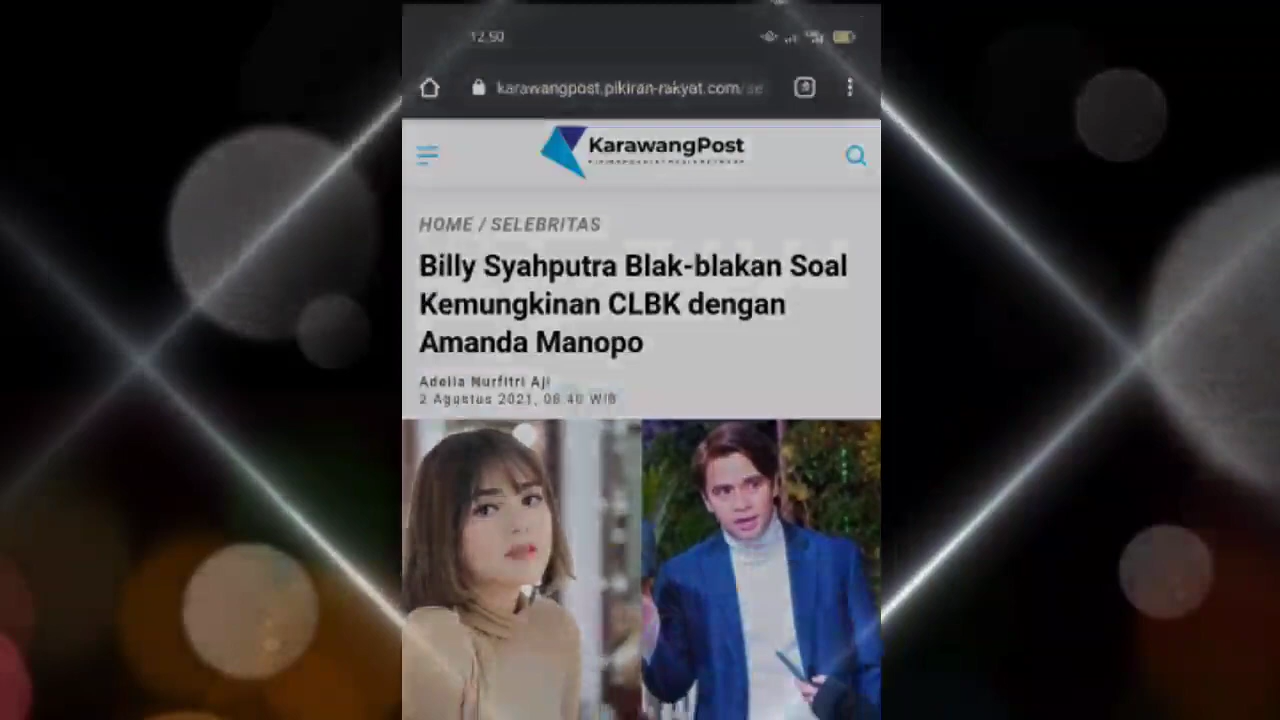 12.50
karawangpost.pikiran-rakyat.com/se
KarawangPost
HOME / SELEBRITAS
Billy Syahputra Blak-blakan Soal
Kemungkinan CLBK dengan
Amanda Manopo
Adelia Nurfitri Aji
2 Agustus 2021, 08:40 WIB